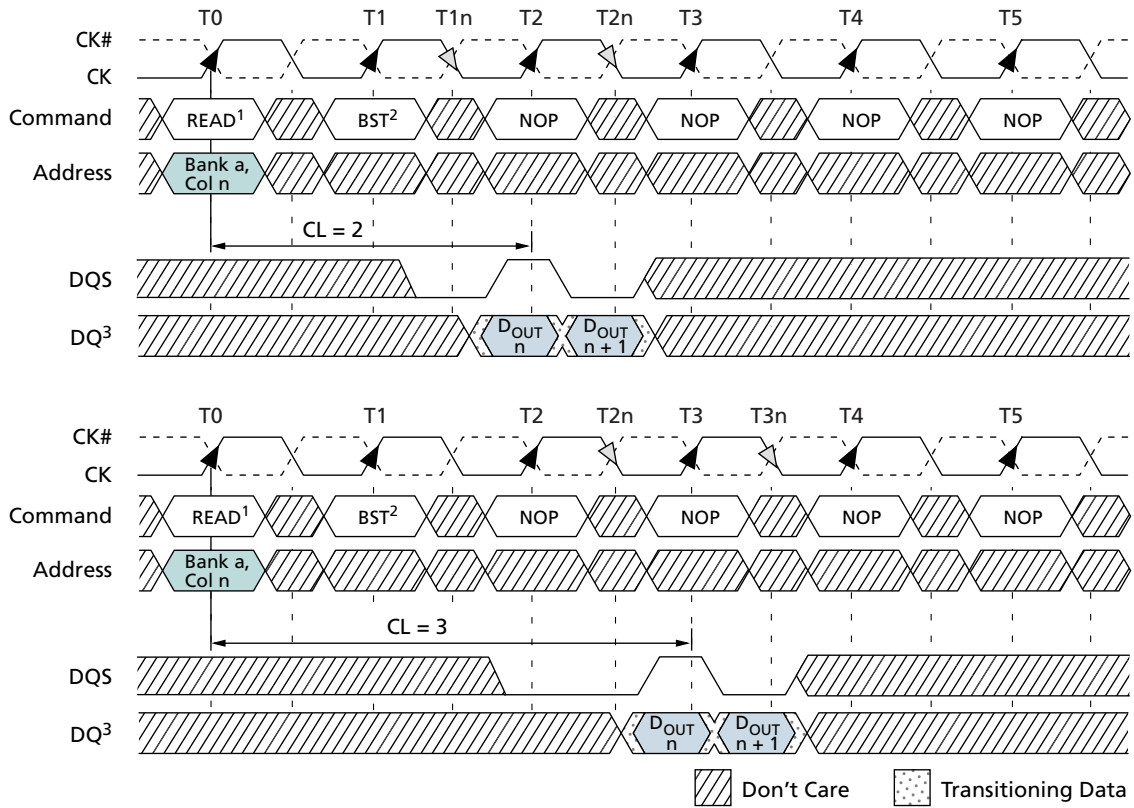 T0 T1 T1n T2 T2n T3 T4 T5
CK#
CK
Command READ1 BST2 NOP NOP NOP NOP
Address Bank a,
Col n
CL = 2
DQS
DQ3 DOUT
n DOUT
n + 1
T0 T1 T2 T2n T3 T3n T4 T5
CK#
CK
Command READ1 BST2 NOP NOP NOP NOP
Address Bank a,
Col n
CL = 3
DQS
DQ3 DOUT
n DOUT
n + 1
Don't Care Transitioning Data